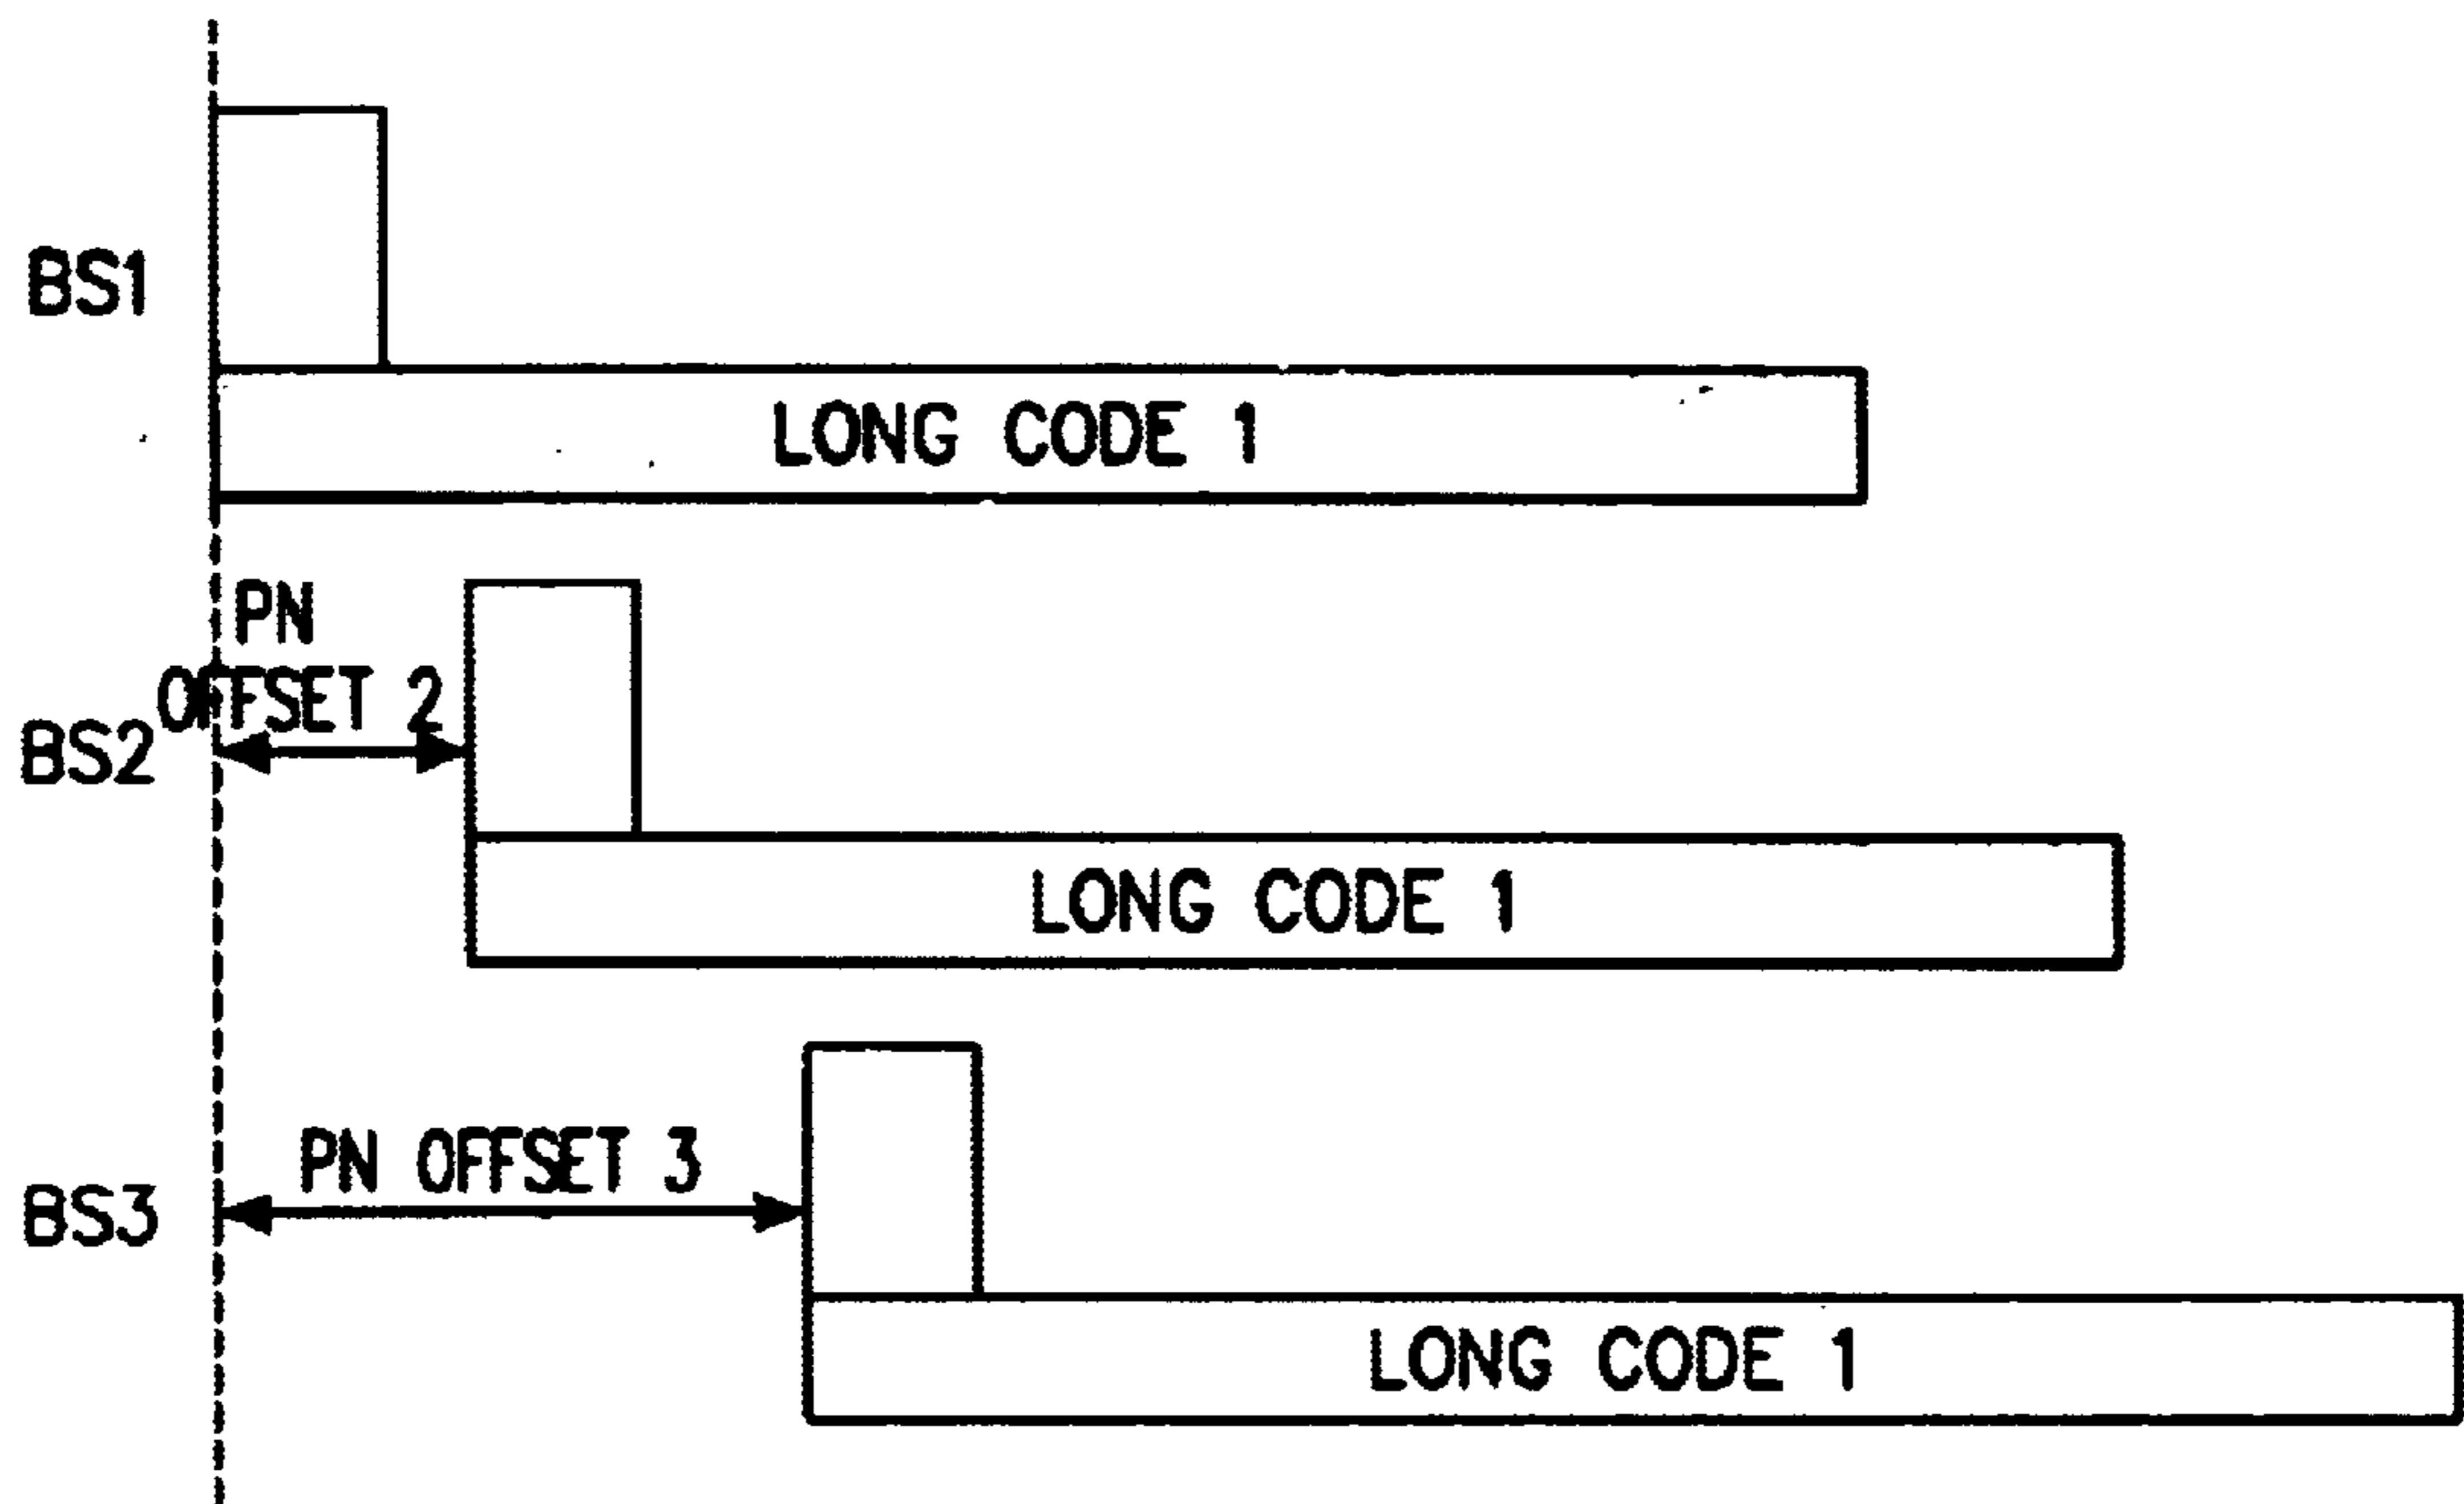 BS1
LONG CODE 1
PN
OFFSET 2
BS2
LONG CODE 1
PN OFFSET 3
BS3
LONG CODE 1